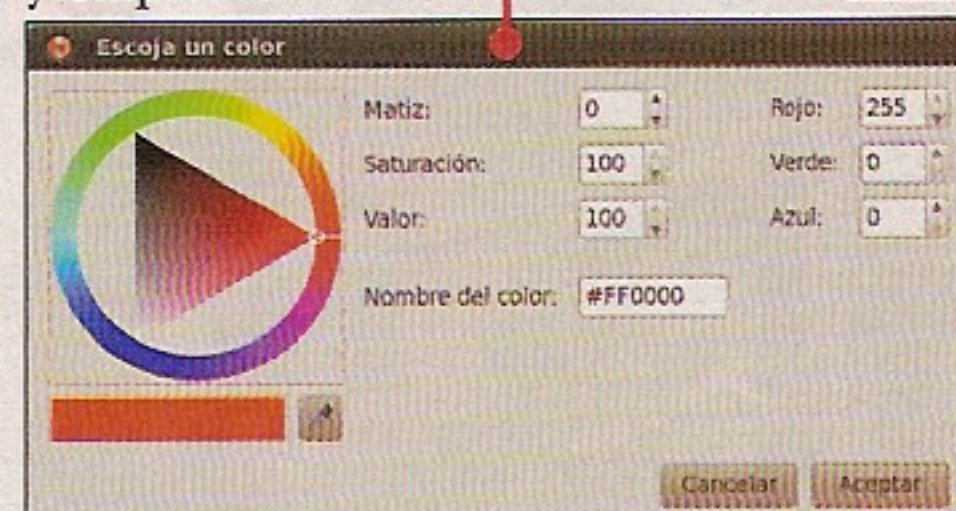 Escoja un color
Matiz: 0 Rojo: 255
Saturación: 100 Verde: 0
Valor: 100 Azul: 0
Nombre del color: #FF0000
Cancelar Aceptar